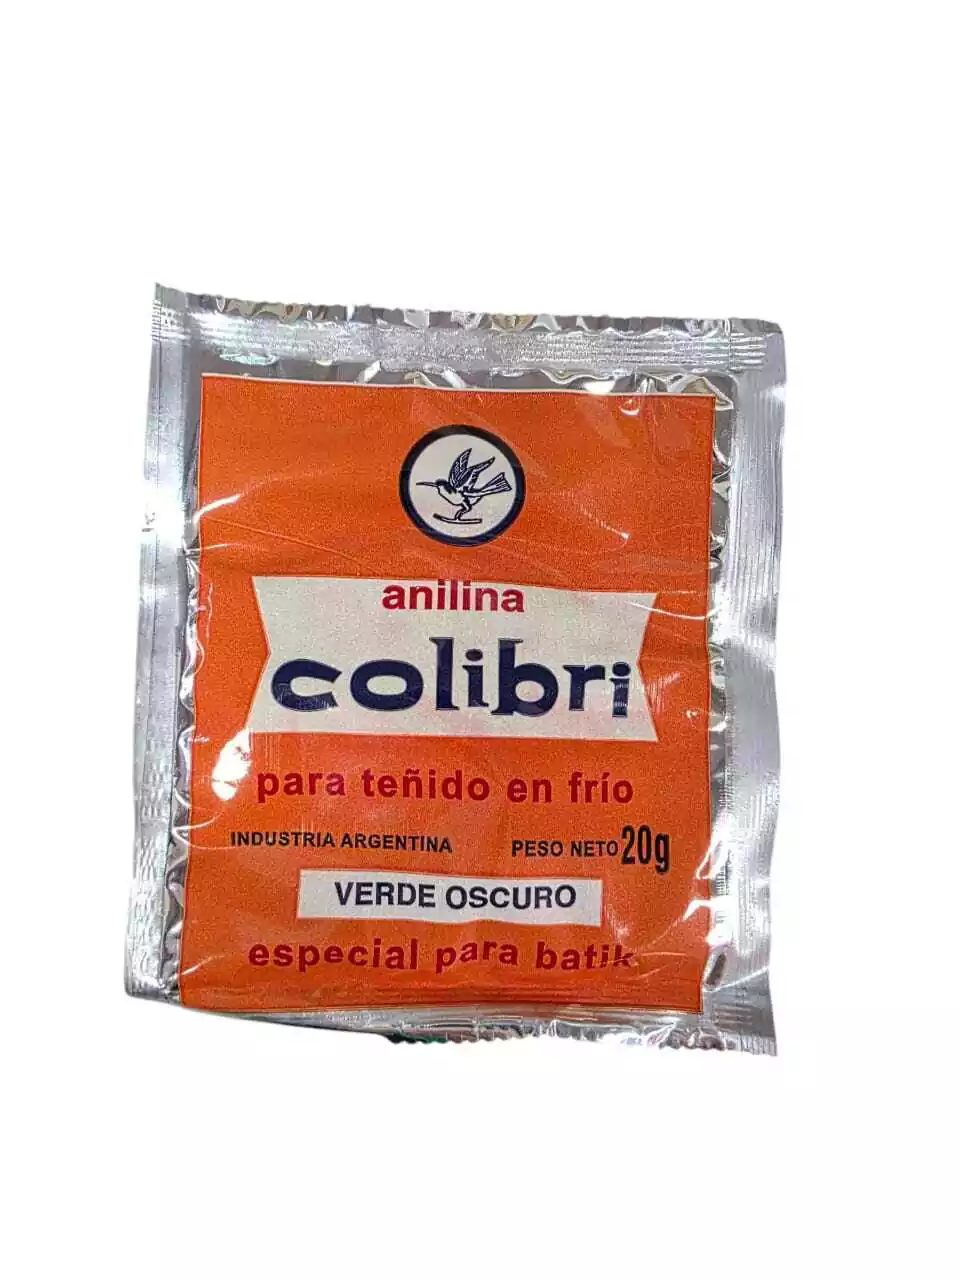 anilina
colibri
para teñido en frío
INDUSTRIA ARGENTINA PESO NETO 20g
VERDE OSCURO
especial para batik